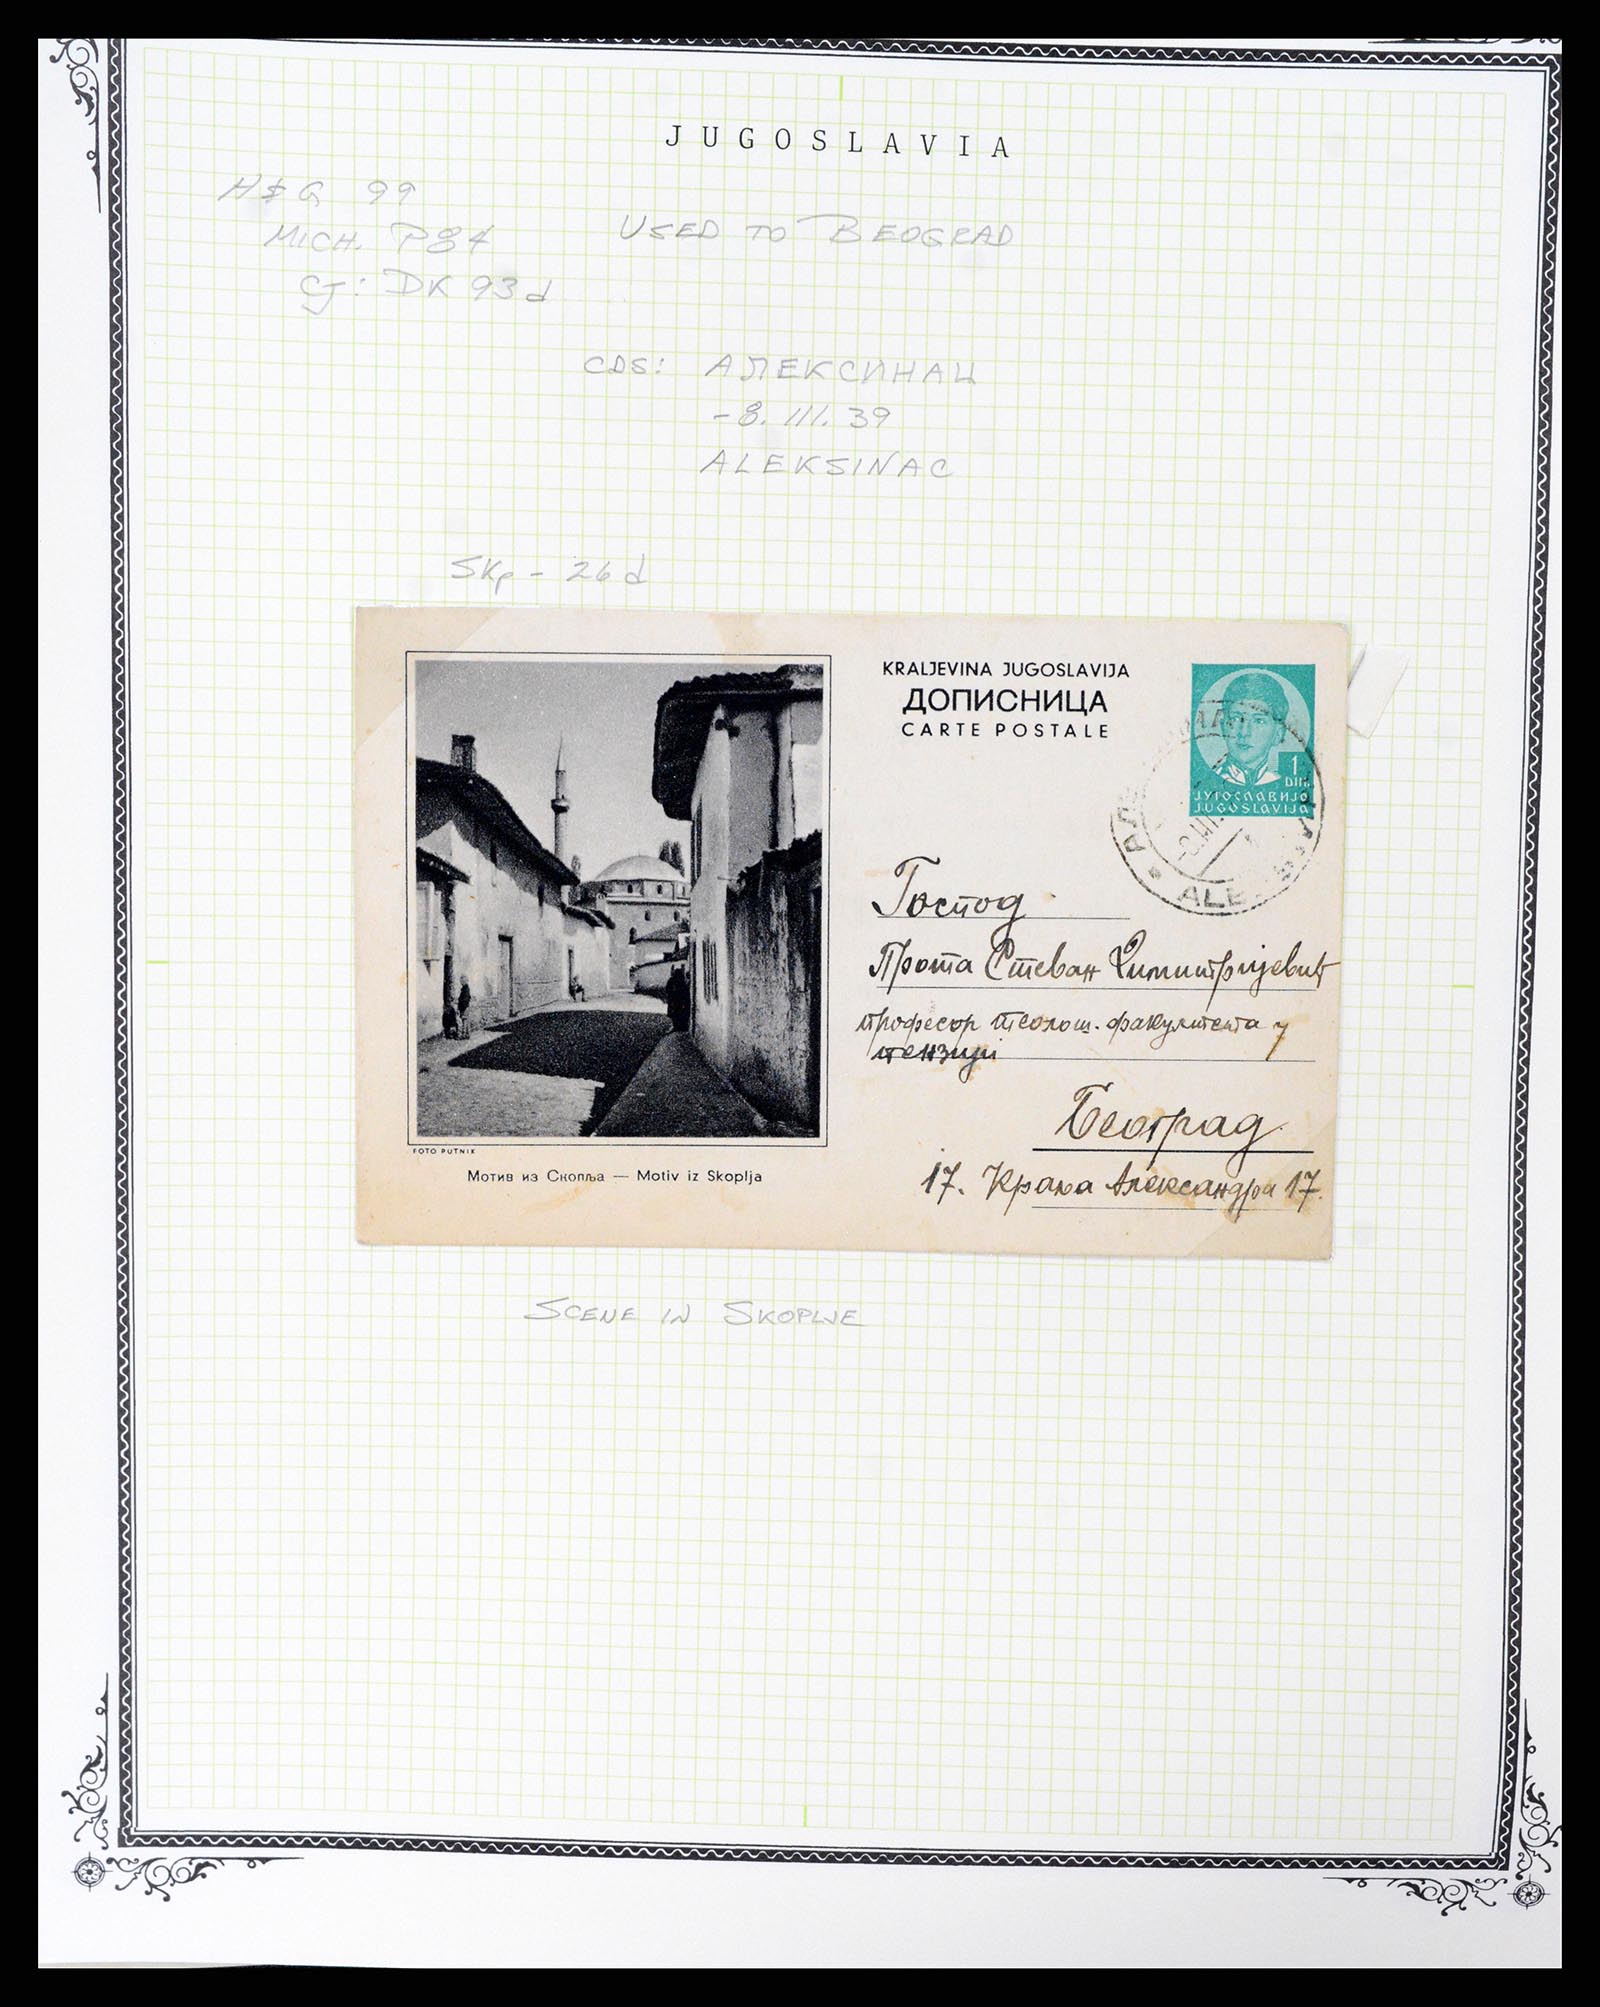 JUGOSLAVIA
H&G 99
MICH. P84
USED TO BEOGRAD
CJ: DK 93d
CDS: АЛЕКСИНАЦ
-8. III. 39
ALEKSINAC
SKp - 26d
KRALJEVINA JUGOSLAVIJA
ДОПИСНИЦА
CARTE POSTALE
1
DIN.
ЈУГОСЛАВИЈА
JUGOSLAVIJA
ALE
Господ
Прота Стеван Димитријевић
професор теолош. факултета у
пензији
Београд
17. Краља Александра 17.
FOTO PUTNIK
Мотив из Скопља — Motiv iz Skoplja
SCENE IN SKOPLJE